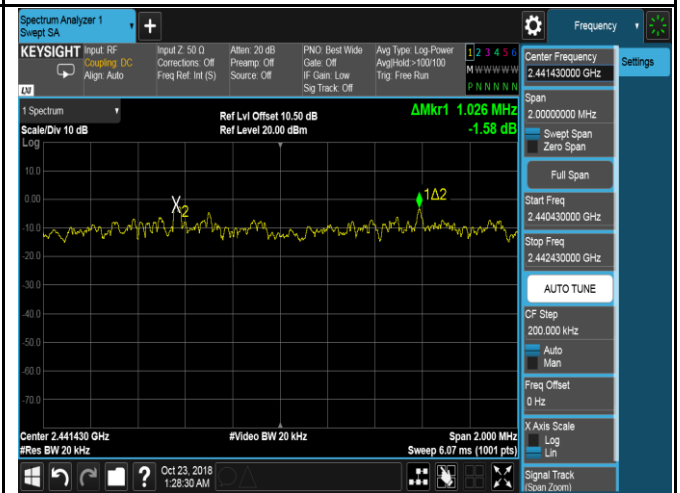 Spectrum Analyzer 1
Swept SA
+
Frequency
KEYSIGHT
Input: RF
Coupling: DC
Align: Auto
Input Z: 50 Ω
Corrections: Off
Freq Ref: Int (S)
Atten: 20 dB
Preamp: Off
Source: Off
PNO: Best Wide
Gate: Off
IF Gain: Low
Sig Track: Off
Avg Type: Log-Power
Avg|Hold:>100/100
Trig: Free Run
1 2 3 4 5 6
M W W W W W
P N N N N N
LXI
1 Spectrum
Scale/Div 10 dB
Log
Ref Lvl Offset 10.50 dB
Ref Level 20.00 dBm
ΔMkr1 1.026 MHz
-1.58 dB
10.0
0.00
-10.0
-20.0
-30.0
-40.0
-50.0
-60.0
-70.0
X2
1Δ2
Center 2.441430 GHz
#Res BW 20 kHz
#Video BW 20 kHz
Span 2.000 MHz
Sweep 6.07 ms (1001 pts)
Center Frequency
2.441430000 GHz
Settings
Span
2.00000000 MHz
Swept Span
Zero Span
Full Span
Start Freq
2.440430000 GHz
Stop Freq
2.442430000 GHz
AUTO TUNE
CF Step
200.000 kHz
Auto
Man
Freq Offset
0 Hz
X Axis Scale
Log
Lin
Signal Track
(Span Zoom)
?
Oct 23, 2018
1:28:30 AM